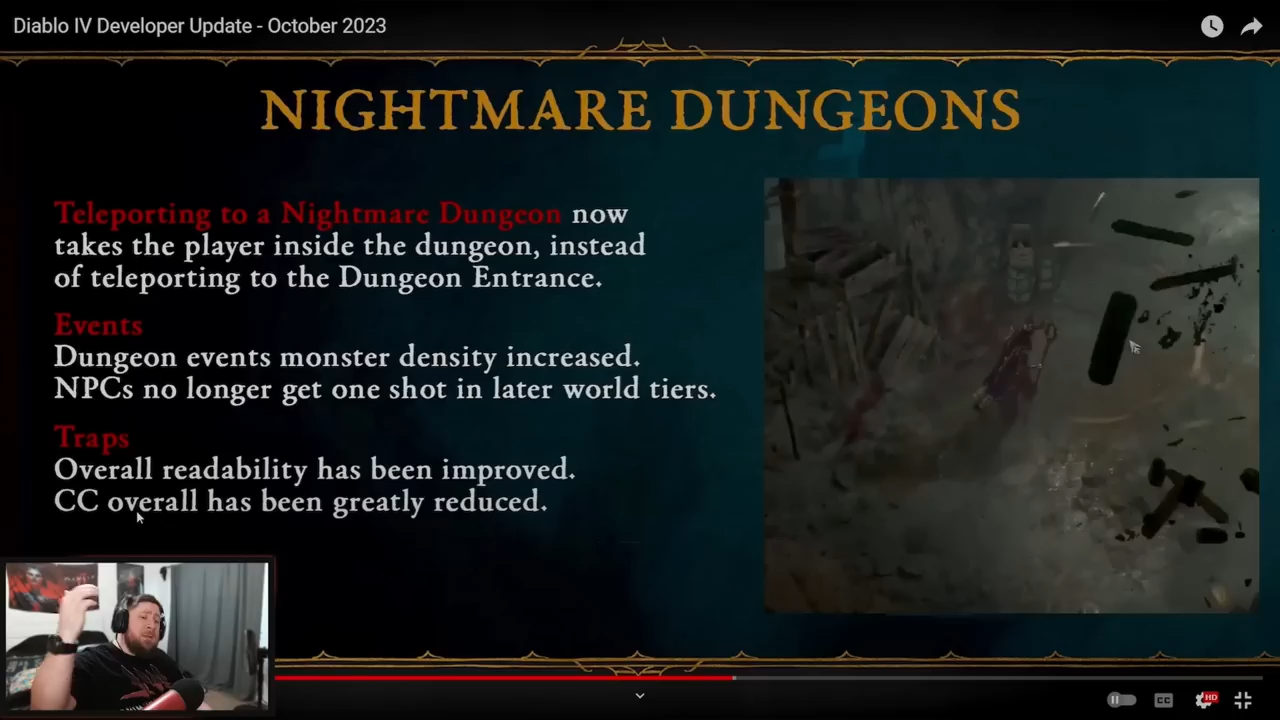 Diablo IV Developer Update - October 2023
NIGHTMARE DUNGEONS
Teleporting to a Nightmare Dungeon now
takes the player inside the dungeon, instead
of teleporting to the Dungeon Entrance.
Events
Dungeon events monster density increased.
NPCs no longer get one shot in later world tiers.
Traps
Overall readability has been improved.
CC overall has been greatly reduced.
CC
HD